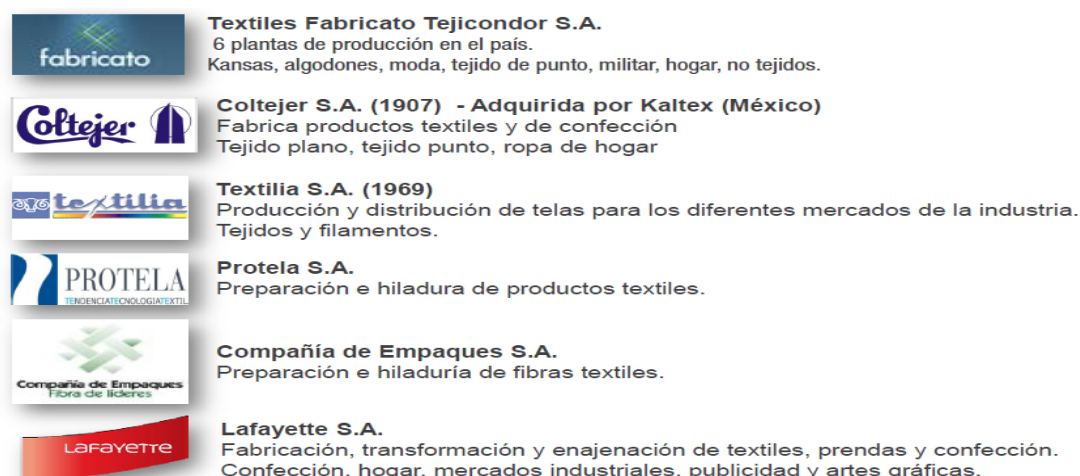 fabricato
Textiles Fabricato Tejicondor S.A.
6 plantas de producción en el país.
Kansas, algodones, moda, tejido de punto, militar, hogar, no tejidos.
Coltejer
Coltejer S.A. (1907) - Adquirida por Kaltex (México)
Fabrica productos textiles y de confección
Tejido plano, tejido punto, ropa de hogar
textilia
Textilia S.A. (1969)
Producción y distribución de telas para los diferentes mercados de la industria.
Tejidos y filamentos.
PROTELA
TENDENCIATECNOLOGIATEXTIL
Protela S.A.
Preparación e hiladura de productos textiles.
Compañía de Empaques
Fibra de líderes
Compañía de Empaques S.A.
Preparación e hiladuría de fibras textiles.
LAFAYETTE
Lafayette S.A.
Fabricación, transformación y enajenación de textiles, prendas y confección.
Confección, hogar, mercados industriales, publicidad y artes gráficas.